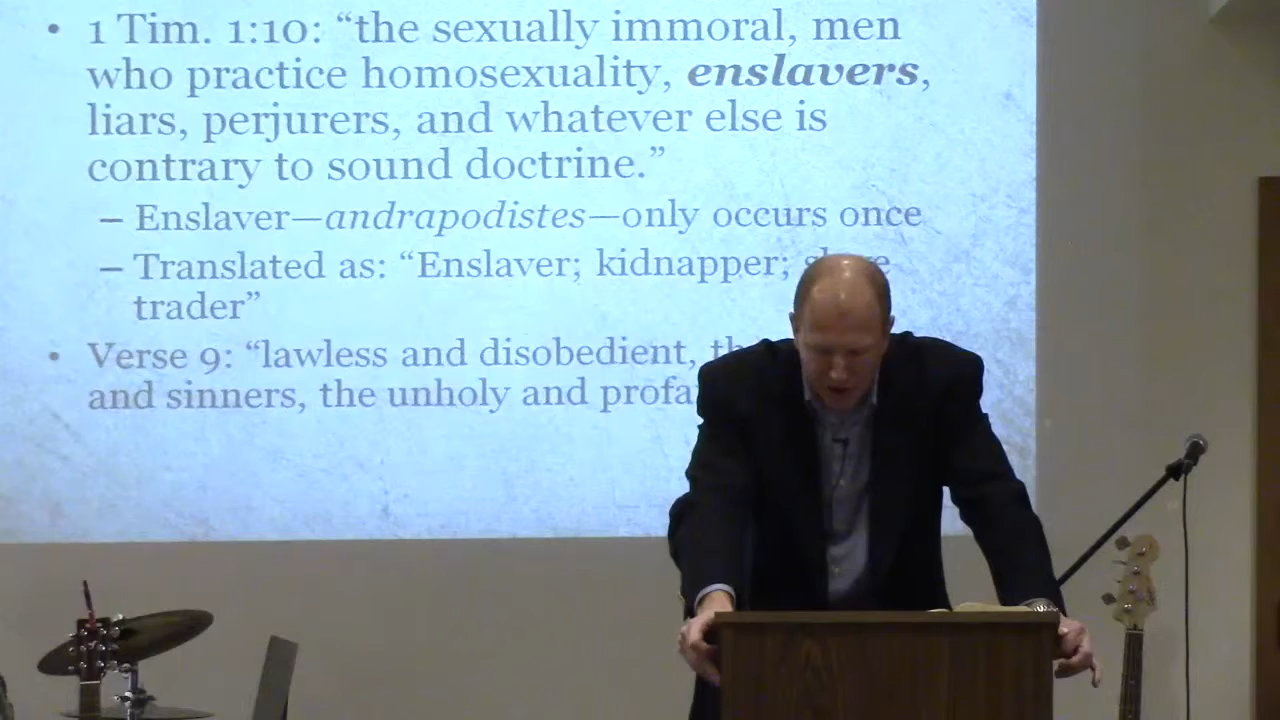 • 1 Tim. 1:10: “the sexually immoral, men
who practice homosexuality, enslavers,
liars, perjurers, and whatever else is
contrary to sound doctrine.”
– Enslaver—andrapodistes—only occurs once
– Translated as: “Enslaver; kidnapper;
trader”
• Verse 9: “lawless and disobedient,
and sinners, the unholy and